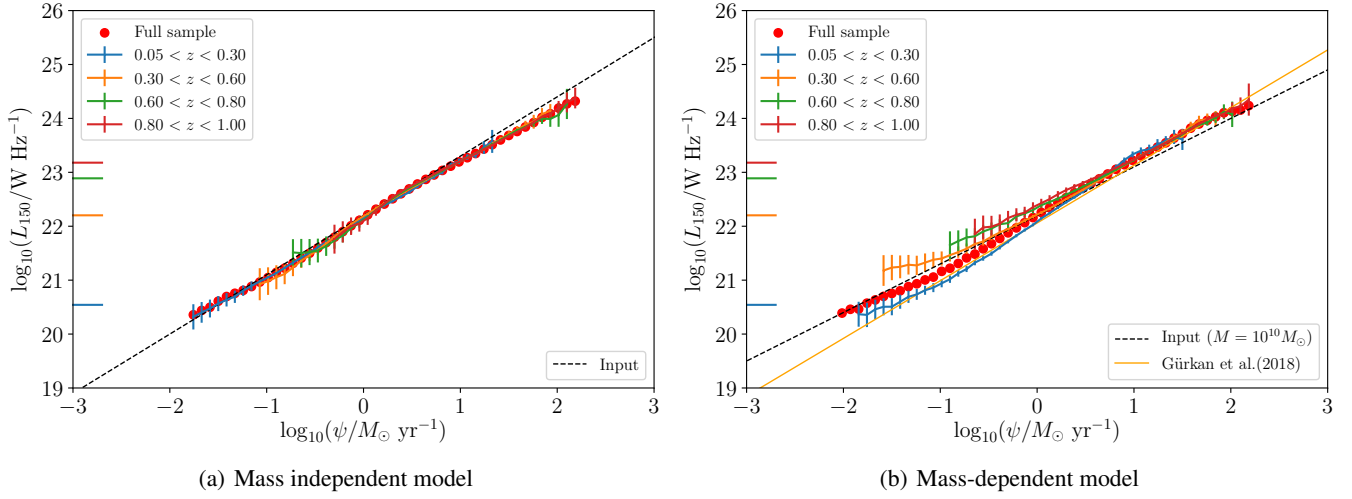 26
25
24
23
22
21
20
19
log₁₀(L₁₅₀/W Hz⁻¹)
Full sample
0.05 < z < 0.30
0.30 < z < 0.60
0.60 < z < 0.80
0.80 < z < 1.00
Input
−3 −2 −1 0 1 2 3
log₁₀(ψ/M⊙ yr⁻¹)
(a) Mass independent model
26
25
24
23
22
21
20
19
log₁₀(L₁₅₀/W Hz⁻¹)
Full sample
0.05 < z < 0.30
0.30 < z < 0.60
0.60 < z < 0.80
0.80 < z < 1.00
Input (M = 10¹⁰M⊙)
Gürkan et al.(2018)
−3 −2 −1 0 1 2 3
log₁₀(ψ/M⊙ yr⁻¹)
(b) Mass-dependent model